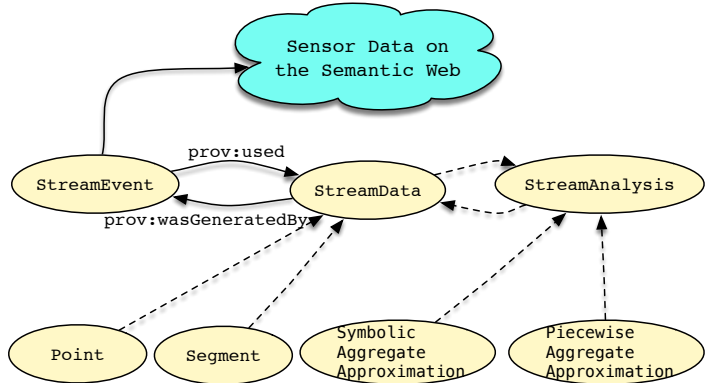 Sensor Data on
the Semantic Web
prov:used
StreamEvent
StreamData
StreamAnalysis
prov:wasGeneratedBy
Point
Segment
Symbolic
Aggregate
Approximation
Piecewise
Aggregate
Approximation